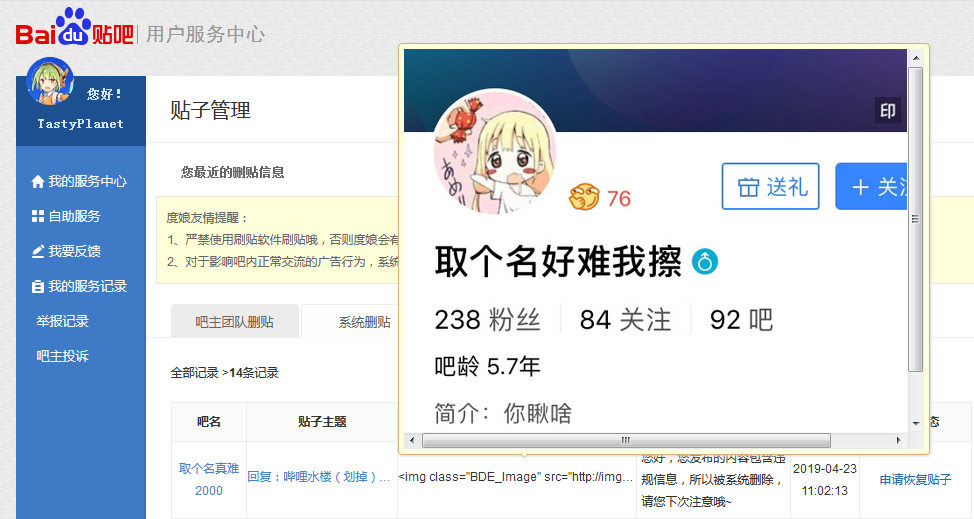 Baidu贴吧 用户服务中心
您好！
TastyPlanet
我的服务中心
自助服务
我要反馈
我的服务记录
举报记录
吧主投诉
贴子管理
您最近的删贴信息
度娘友情提醒：
1、严禁使用刷贴软件刷贴哦，否则度娘会有
2、对于影响吧内正常交流的广告行为，系统
吧主团队删贴 系统删贴
全部记录 >14条记录
吧名 贴子主题 态
取个名真难
2000
回复：哔哩水楼（划掉）...
<img class="BDE_Image" src="http://img...
您好，您发布的内容包含违
规信息，所以被系统删除，
请您下次注意哦~
2019-04-23
11:02:13
申请恢复贴子
印
76
送礼
+ 关注
取个名好难我擦
238 粉丝 84 关注 92 吧
吧龄 5.7年
简介： 你瞅啥